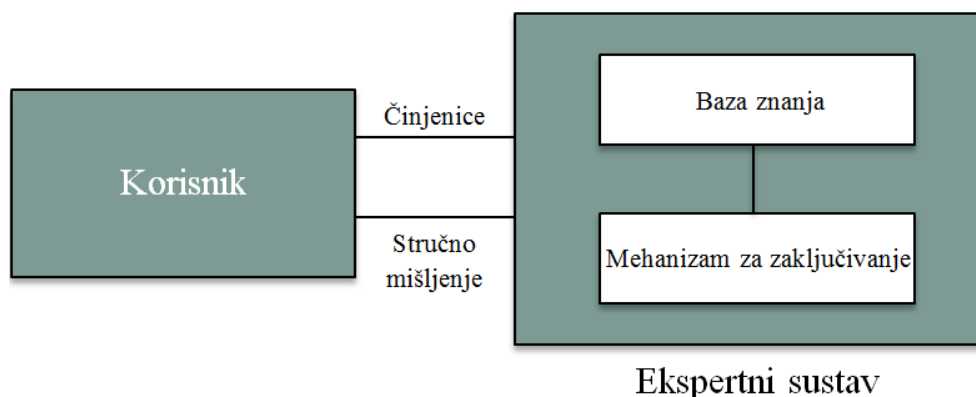 Korisnik
Činjenice
Stručno
mišljenje
Baza znanja
Mehanizam za zaključivanje
Ekspertni sustav